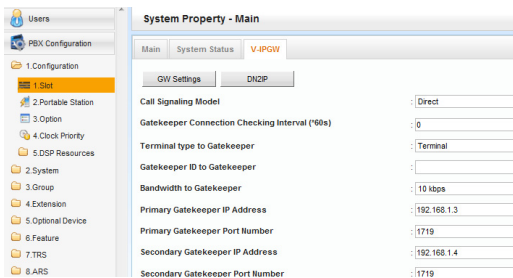 Users
PBX Configuration
1.Configuration
1.Slot
2.Portable Station
3.Option
4.Clock Priority
5.DSP Resources
2.System
3.Group
4.Extension
5.Optional Device
6.Feature
7.TRS
8.ARS
System Property - Main
Main System Status V-IPGW
GW Settings DN2IP
Call Signaling Model : Direct
Gatekeeper Connection Checking Interval (*60s) : 0
Terminal type to Gatekeeper : Terminal
Gatekeeper ID to Gatekeeper :
Bandwidth to Gatekeeper : 10 kbps
Primary Gatekeeper IP Address : 192.168.1.3
Primary Gatekeeper Port Number : 1719
Secondary Gatekeeper IP Address : 192.168.1.4
Secondary Gatekeeper Port Number : 1719